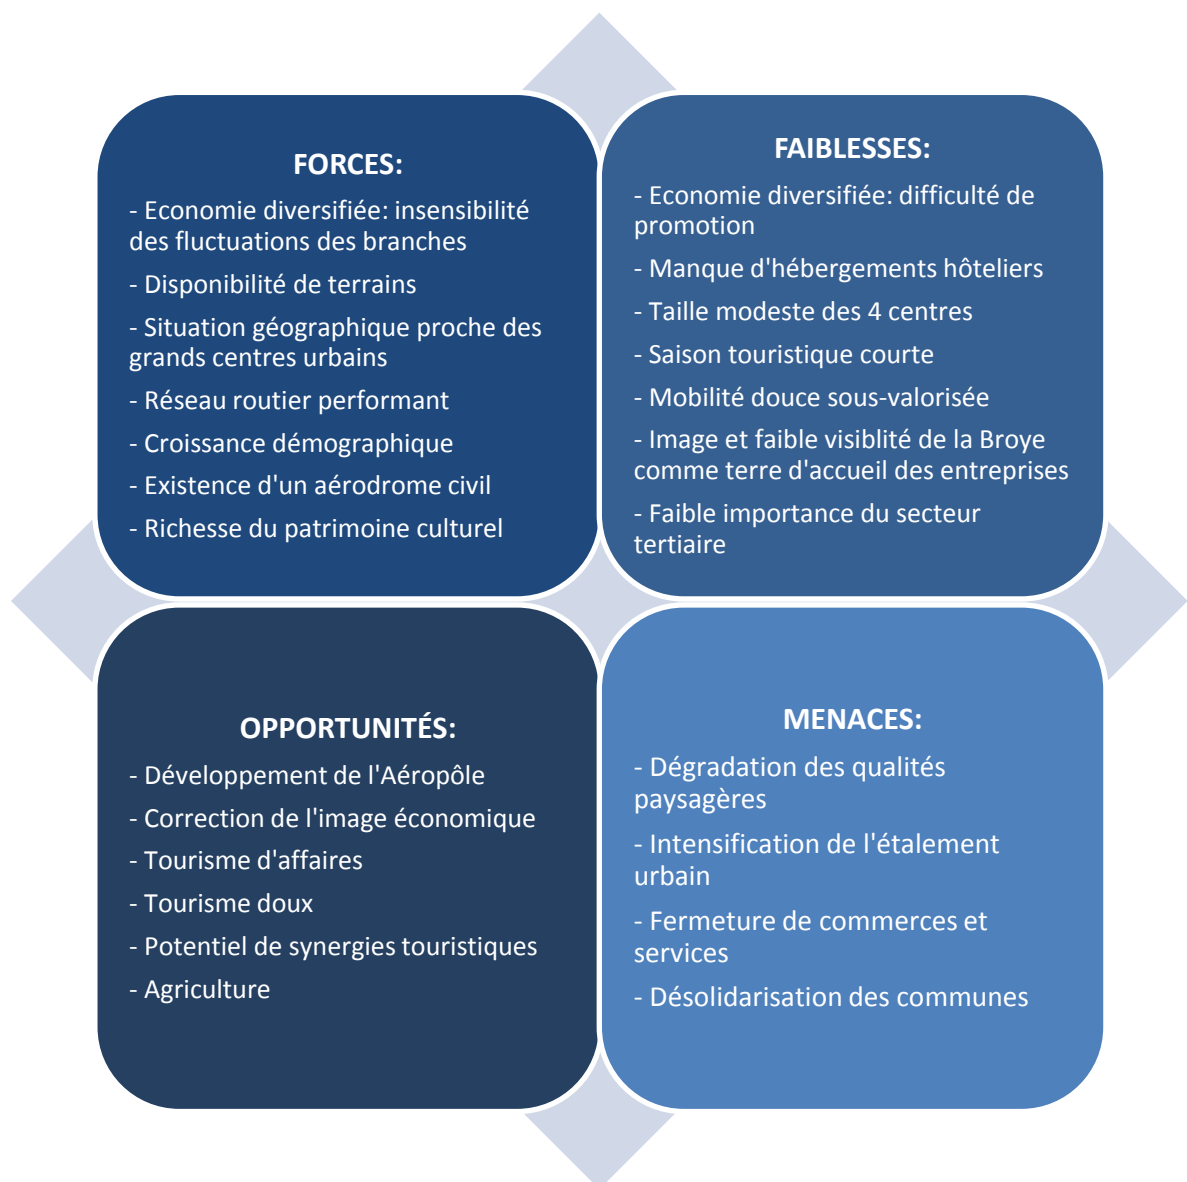 FORCES:
- Economie diversifiée: insensibilité
des fluctuations des branches
- Disponibilité de terrains
- Situation géographique proche des
grands centres urbains
- Réseau routier performant
- Croissance démographique
- Existence d'un aérodrome civil
- Richesse du patrimoine culturel
FAIBLESSES:
- Economie diversifiée: difficulté de
promotion
- Manque d'hébergements hôteliers
- Taille modeste des 4 centres
- Saison touristique courte
- Mobilité douce sous-valorisée
- Image et faible visiblité de la Broye
comme terre d'accueil des entreprises
- Faible importance du secteur
tertiaire
OPPORTUNITÉS:
- Développement de l'Aéropôle
- Correction de l'image économique
- Tourisme d'affaires
- Tourisme doux
- Potentiel de synergies touristiques
- Agriculture
MENACES:
- Dégradation des qualités
paysagères
- Intensification de l'étalement
urbain
- Fermeture de commerces et
services
- Désolidarisation des communes